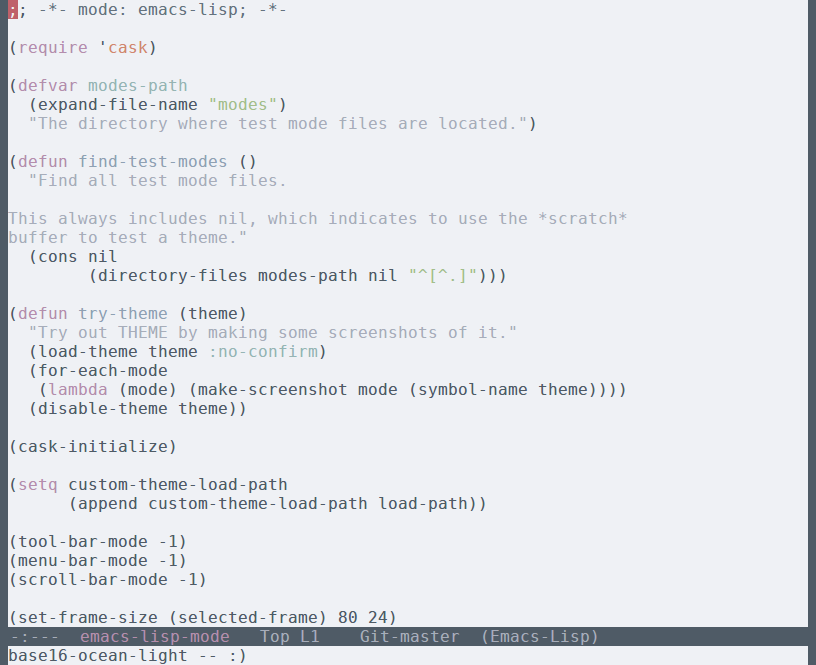 ;; -*- mode: emacs-lisp; -*-

(require 'cask)

(defvar modes-path
  (expand-file-name "modes")
  "The directory where test mode files are located.")

(defun find-test-modes ()
  "Find all test mode files.

This always includes nil, which indicates to use the *scratch*
buffer to test a theme."
  (cons nil
        (directory-files modes-path nil "^[^.]")))

(defun try-theme (theme)
  "Try out THEME by making some screenshots of it."
  (load-theme theme :no-confirm)
  (for-each-mode
   (lambda (mode) (make-screenshot mode (symbol-name theme))))
  (disable-theme theme))

(cask-initialize)

(setq custom-theme-load-path
      (append custom-theme-load-path load-path))

(tool-bar-mode -1)
(menu-bar-mode -1)
(scroll-bar-mode -1)

(set-frame-size (selected-frame) 80 24)
-:---  emacs-lisp-mode   Top L1    Git-master  (Emacs-Lisp)
base16-ocean-light -- :)